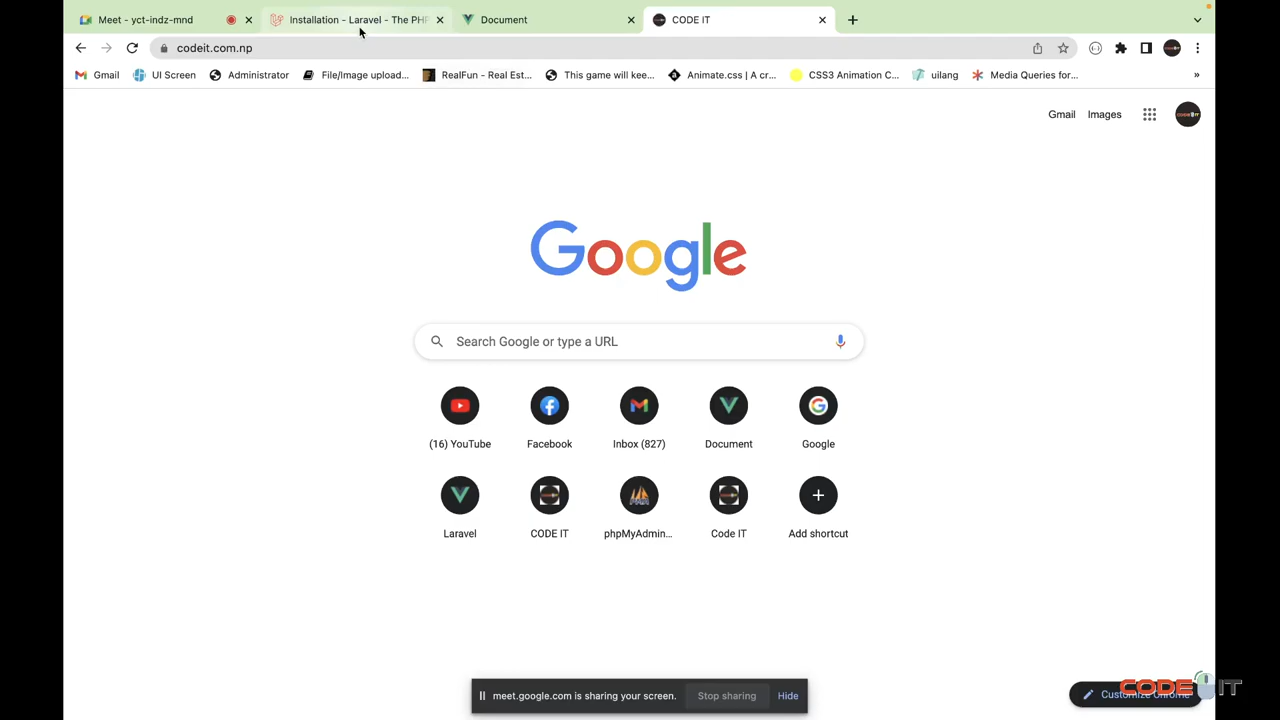 Meet - yct-indz-mnd
Installation - Laravel - The PHP
Document
CODE IT
codeit.com.np
Gmail
UI Screen
Administrator
File/Image upload...
RealFun - Real Est...
This game will kee...
Animate.css | A cr...
CSS3 Animation C...
uilang
Media Queries for...
»
Gmail
Images
Google
Search Google or type a URL
(16) YouTube
Facebook
Inbox (827)
Document
Google
Laravel
CODE IT
phpMyAdmin...
Code IT
Add shortcut
meet.google.com is sharing your screen.
Stop sharing
Hide
Customize Chrome
CODE IT